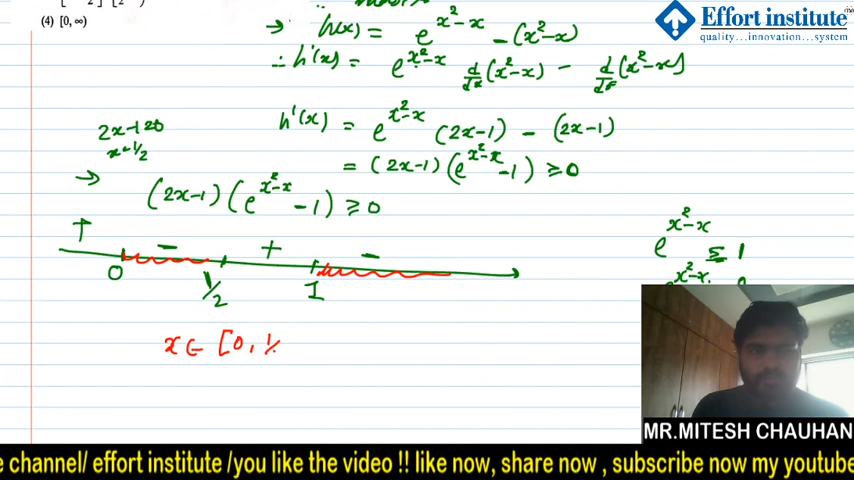 (4) [0, ∞)
→ h(x) = e^{x²-x} - (x²-x)
∴ h'(x) = e^{x²-x} d/dx (x²-x) - d/dx (x²-x)
h'(x) = e^{x²-x} (2x-1) - (2x-1)
2x-1≥0
x=1/2
= (2x-1) (e^{x²-x} -1) ≥0
→ (2x-1) (e^{x²-x} -1) ≥0
- + -
0 1/2 1
e^{x²-x} ≤ 1
x ∈ [0, 1/
Effort institute
quality...innovation...system
MR.MITESH CHAUHAN
e channel/ effort institute /you like the video !! like now, share now , subscribe now my youtube